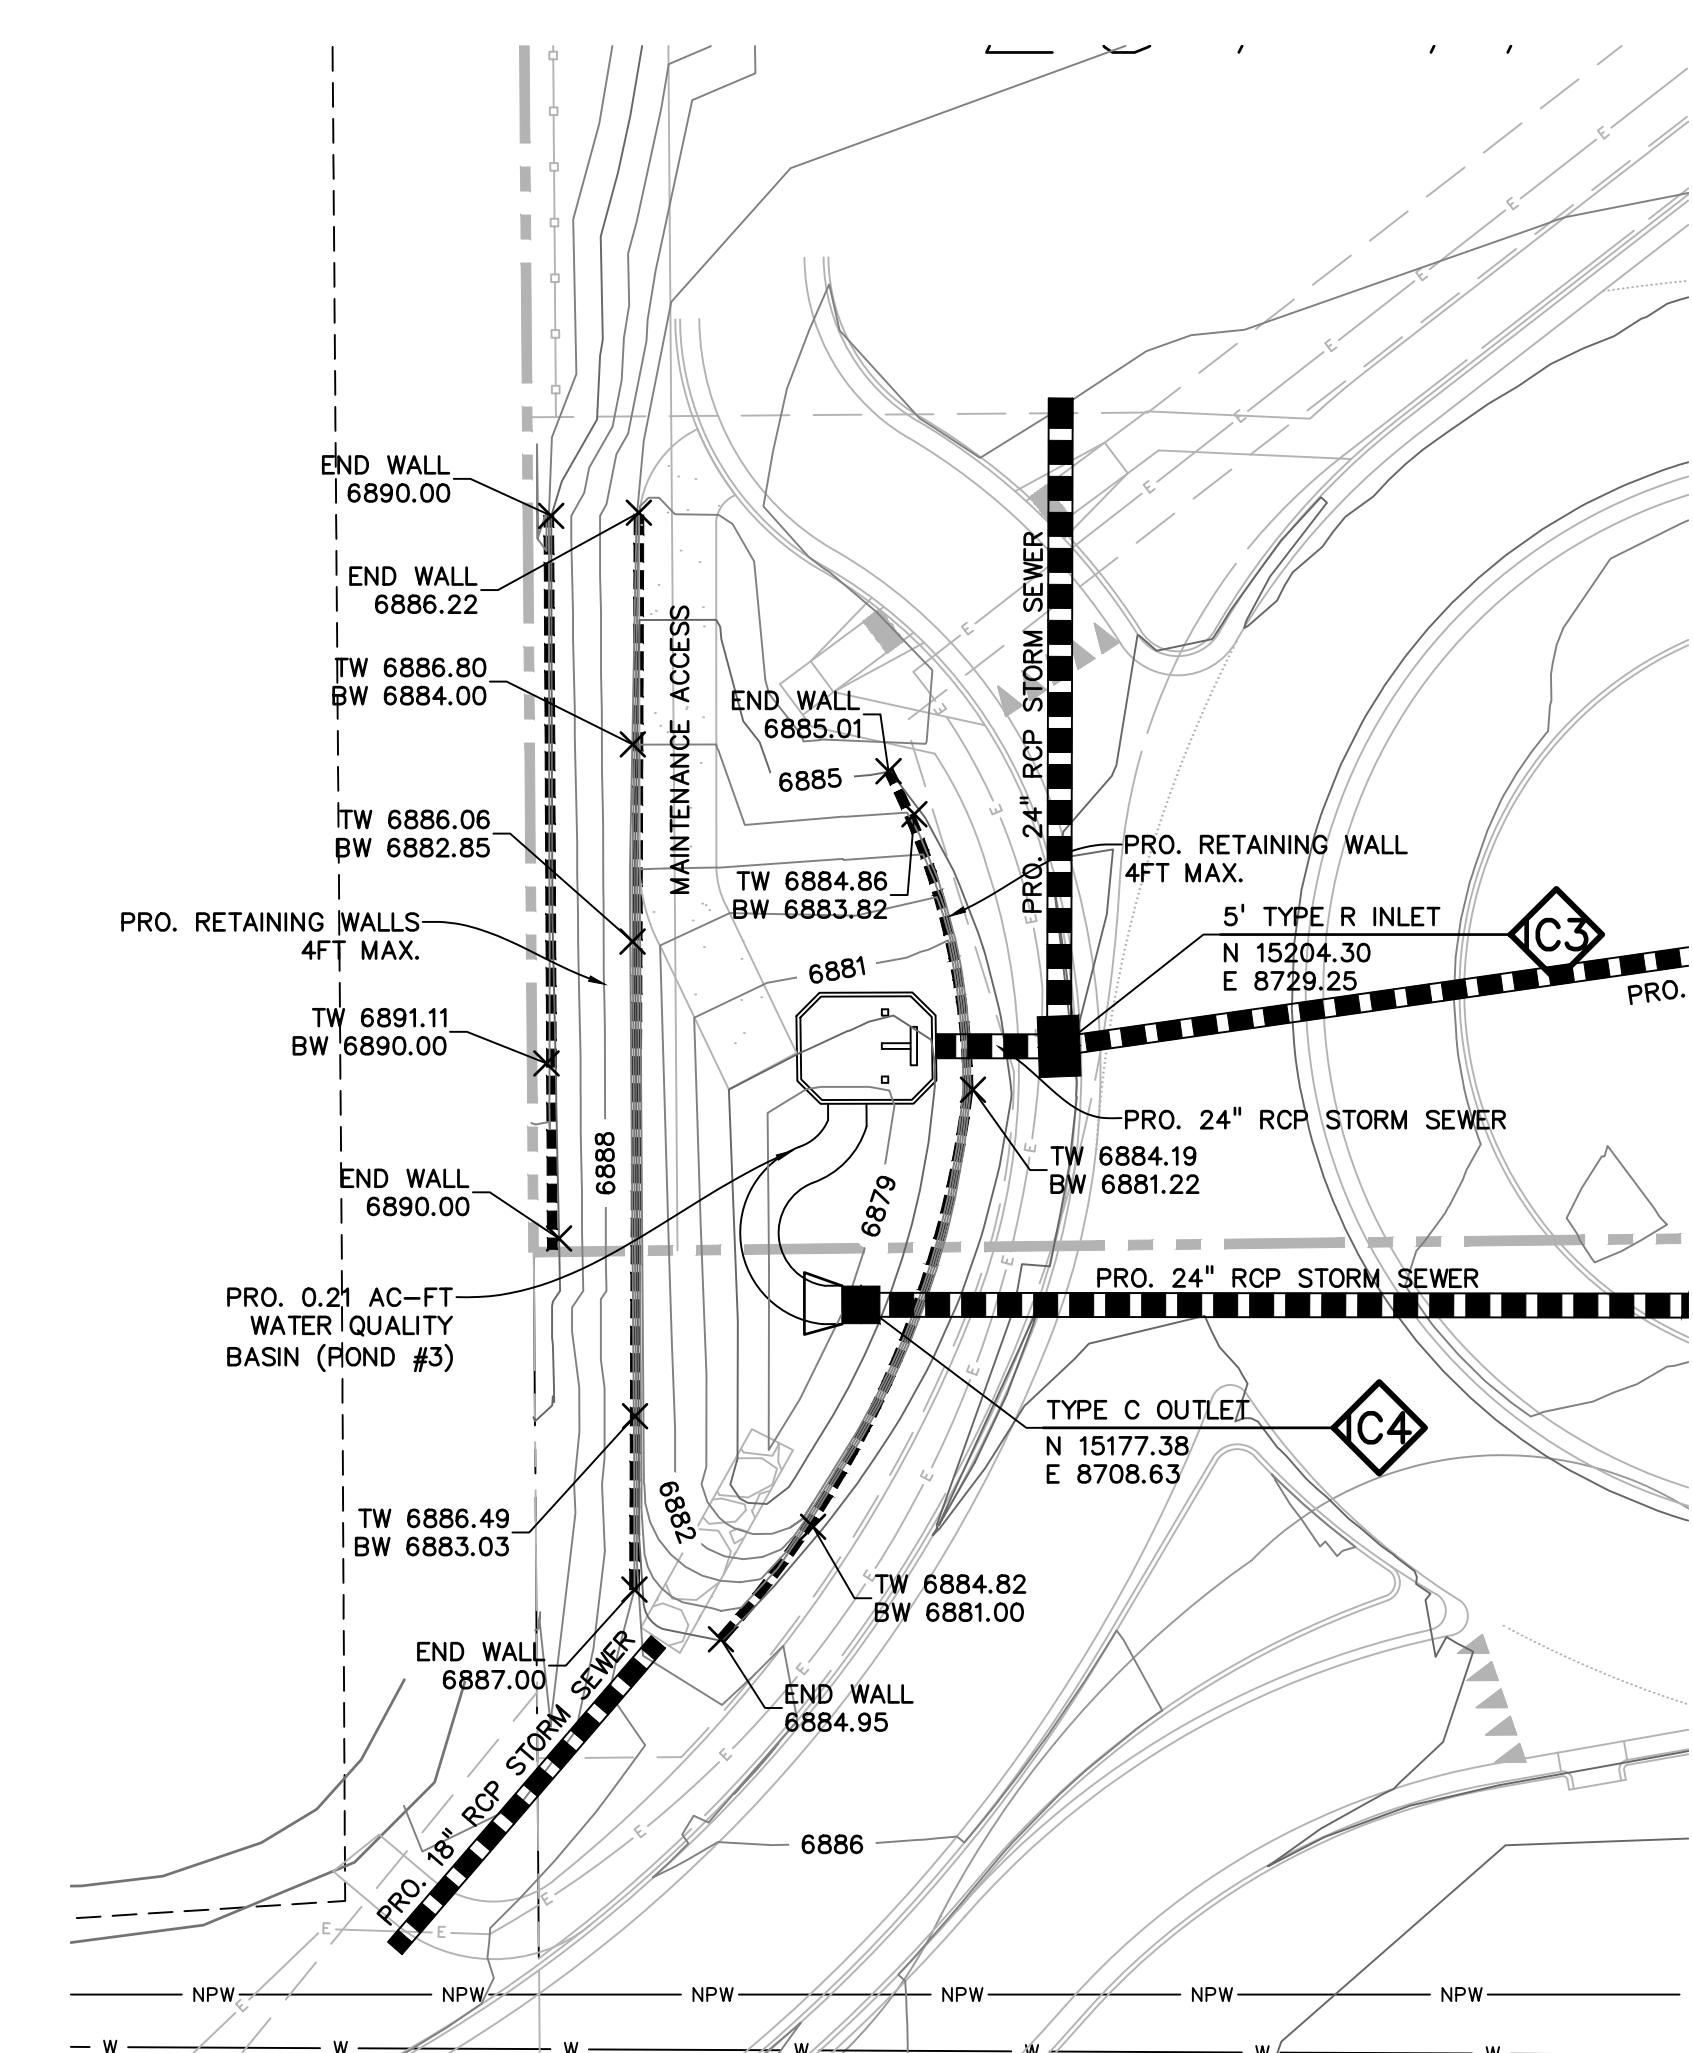 END WALL
6890.00
END WALL
6886.22
TW 6886.80
BW 6884.00
MAINTENANCE ACCESS
END WALL
6885.01
6885
PRO. 24" RCP STORM SEWER
TW 6886.06
BW 6882.85
PRO. RETAINING WALL
4FT MAX.
TW 6884.86
BW 6883.82
PRO. RETAINING WALLS
4FT MAX.
5' TYPE R INLET
N 15204.30
E 8729.25
C3
6881
PRO.
TW 6891.11
BW 6890.00
PRO. 24" RCP STORM SEWER
TW 6884.19
BW 6881.22
6888
END WALL
6890.00
6879
PRO. 24" RCP STORM SEWER
PRO. 0.21 AC-FT
WATER QUALITY
BASIN (POND #3)
TYPE C OUTLET
N 15177.38
E 8708.63
C4
6882
TW 6886.49
BW 6883.03
TW 6884.82
BW 6881.00
END WALL
6887.00
END WALL
6884.95
PRO. 18" RCP STORM SEWER
6886
E E E E E E E E E E E E E E E E E E E E E
NPW NPW NPW NPW NPW NPW
W W W W W W W